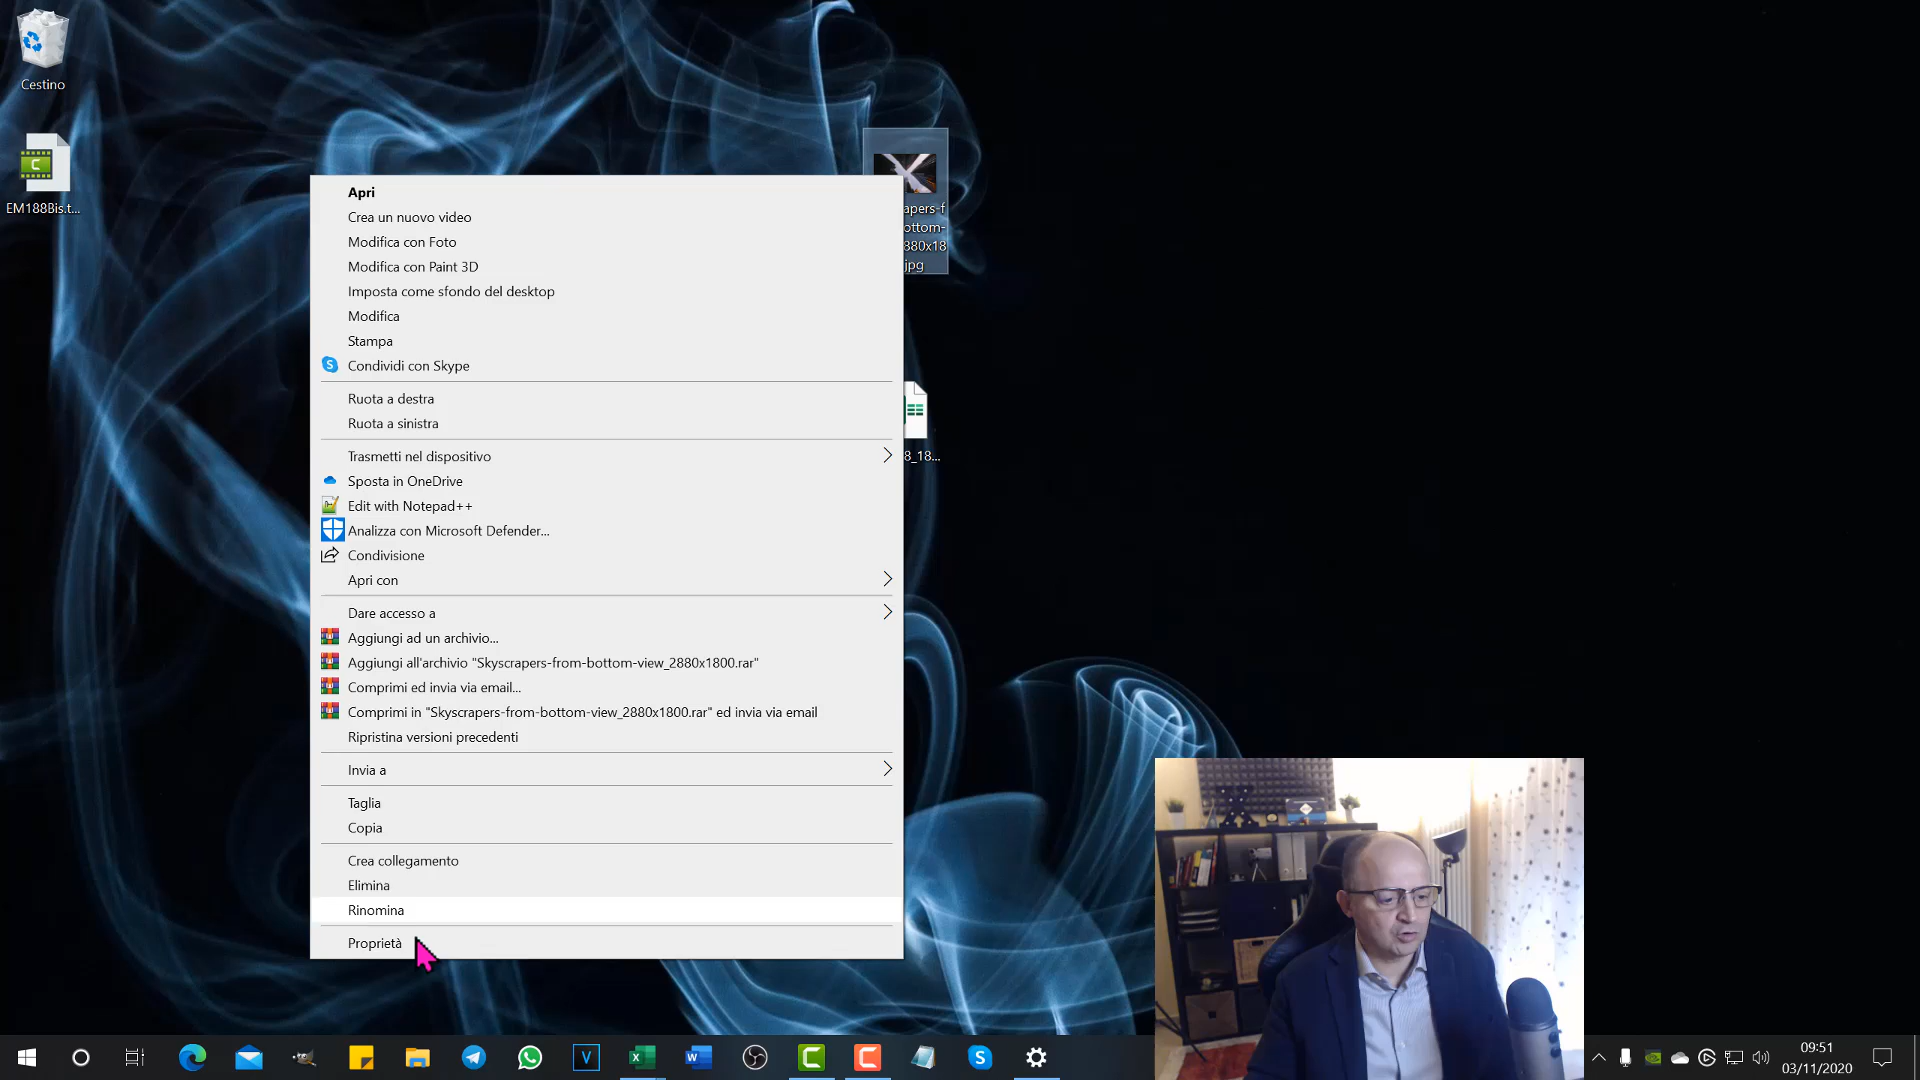 Cestino
EM188Bis.t...
apers-f
ottom-
880x18
jpg
8_18...
Apri
Crea un nuovo video
Modifica con Foto
Modifica con Paint 3D
Imposta come sfondo del desktop
Modifica
Stampa
Condividi con Skype
Ruota a destra
Ruota a sinistra
Trasmetti nel dispositivo
Sposta in OneDrive
Edit with Notepad++
Analizza con Microsoft Defender...
Condivisione
Apri con
Dare accesso a
Aggiungi ad un archivio...
Aggiungi all'archivio "Skyscrapers-from-bottom-view_2880x1800.rar"
Comprimi ed invia via email...
Comprimi in "Skyscrapers-from-bottom-view_2880x1800.rar" ed invia via email
Ripristina versioni precedenti
Invia a
Taglia
Copia
Crea collegamento
Elimina
Rinomina
Proprietà
09:51
03/11/2020